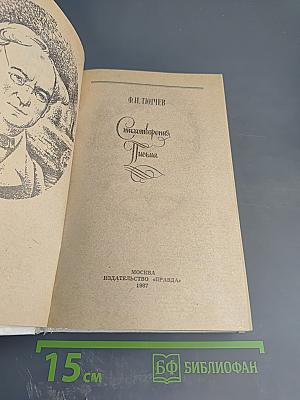 Ф.И. ТЮТЧЕВ
Стихотворения
Письма
МОСКВА
ИЗДАТЕЛЬСТВО «ПРАВДА»
1987
15 см
БФ БИБЛИОФАН